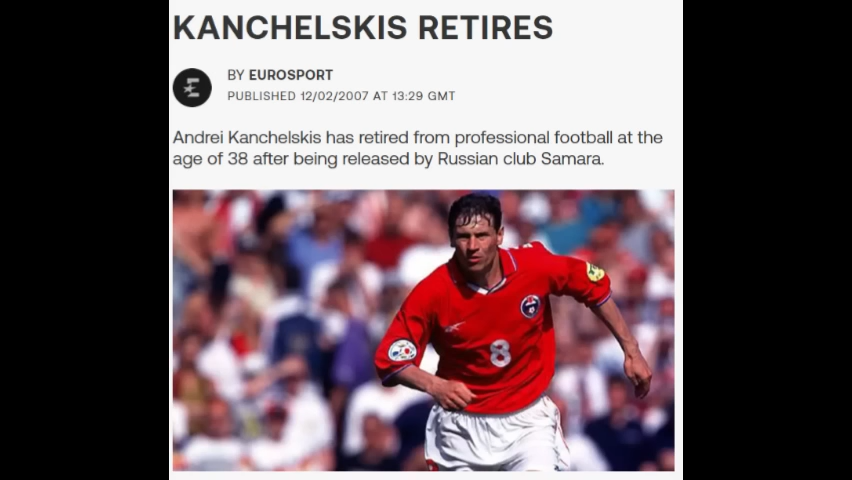 KANCHELSKIS RETIRES
BY EUROSPORT
PUBLISHED 12/02/2007 AT 13:29 GMT
Andrei Kanchelskis has retired from professional football at the
age of 38 after being released by Russian club Samara.
8